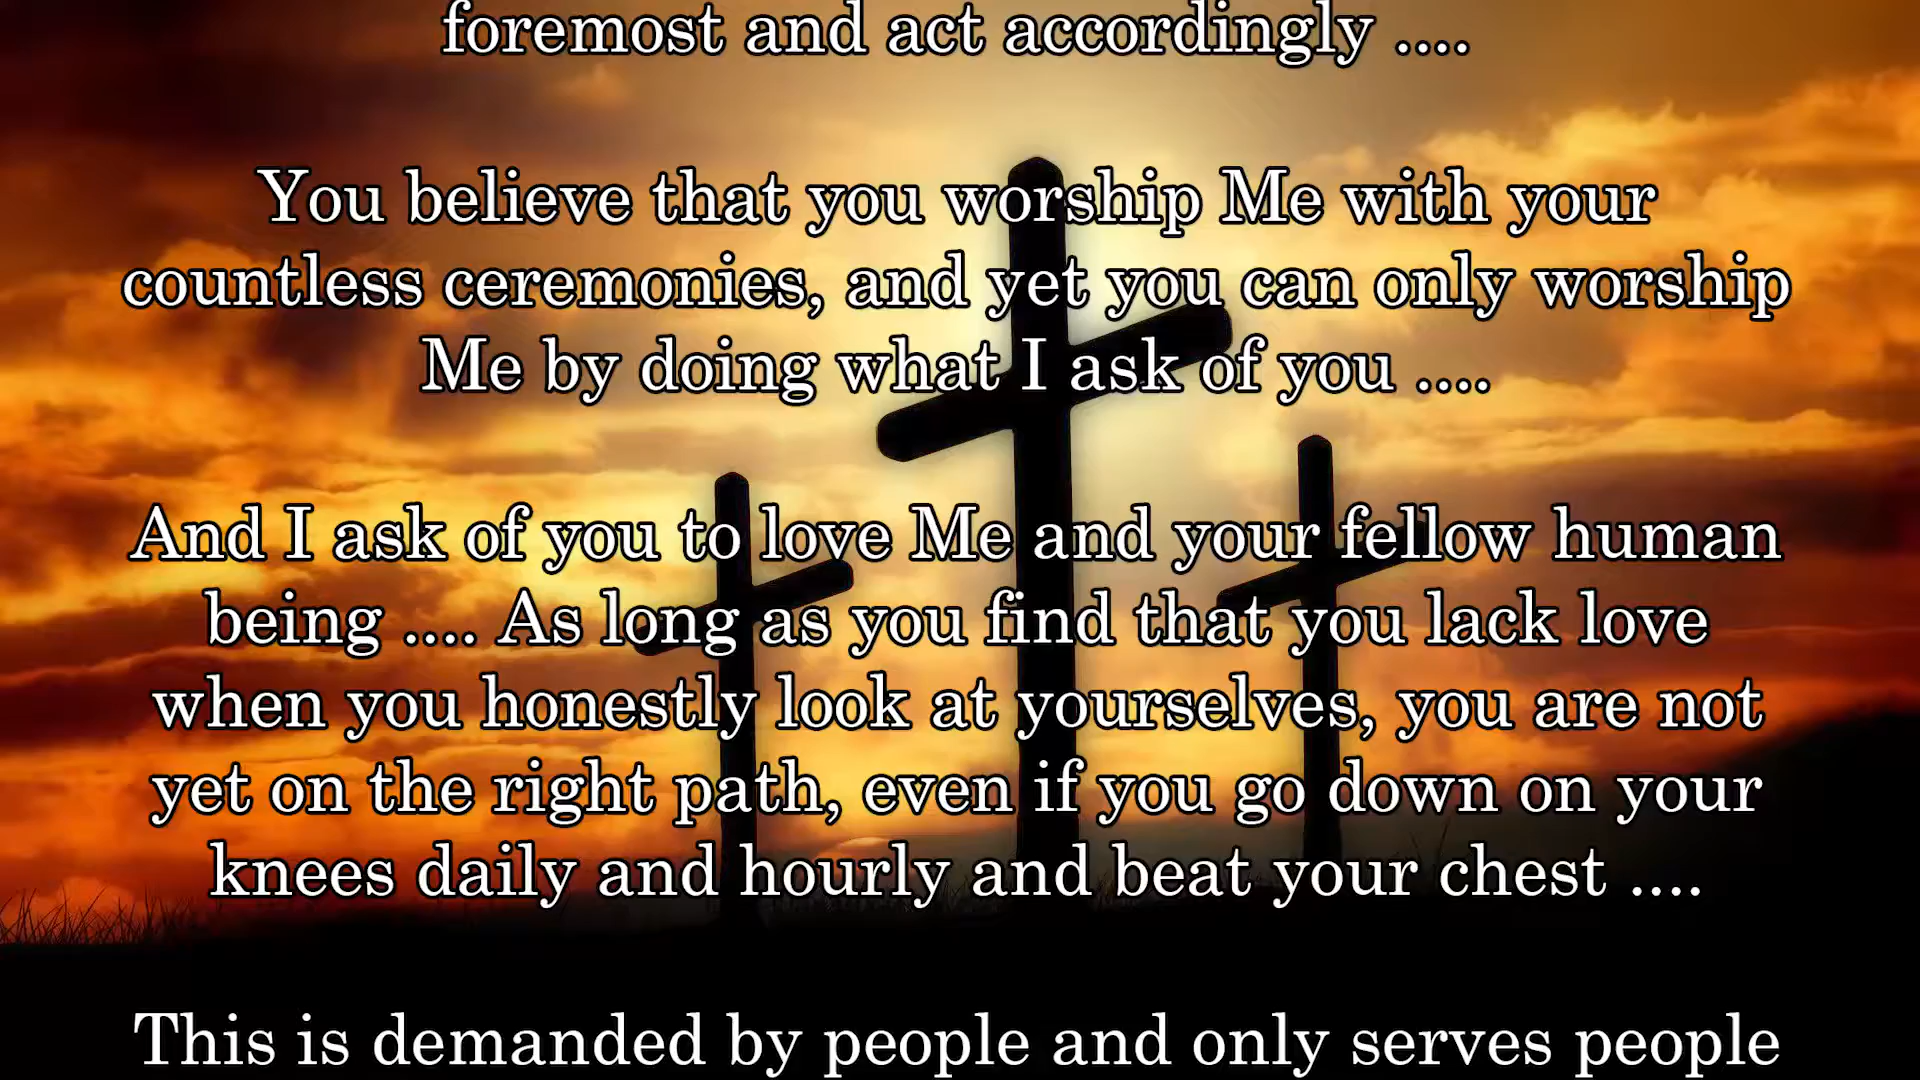 foremost and act accordingly ....
You believe that you worship Me with your
countless ceremonies, and yet you can only worship
Me by doing what I ask of you ....
And I ask of you to love Me and your fellow human
being .... As long as you find that you lack love
when you honestly look at yourselves, you are not
yet on the right path, even if you go down on your
knees daily and hourly and beat your chest ....
This is demanded by people and only serves people